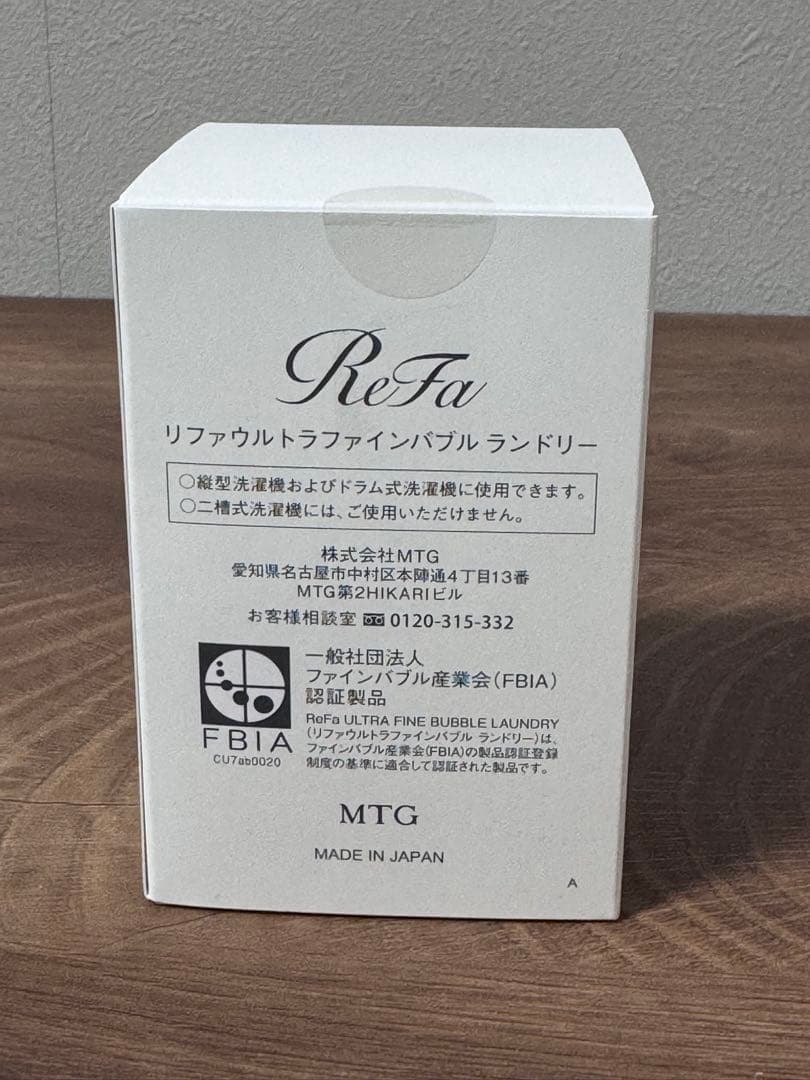 ReFa
リファウルトラファインバブル ランドリー
○縦型洗濯機およびドラム式洗濯機に使用できます。
○二槽式洗濯機には、ご使用いただけません。
株式会社MTG
愛知県名古屋市中村区本陣通4丁目13番
MTG第2HIKARIビル
お客様相談室 0120-315-332
一般社団法人
ファインバブル産業会(FBIA)
認証製品
ReFa ULTRA FINE BUBBLE LAUNDRY
(リファウルトラファインバブル ランドリー)は、
ファインバブル産業会(FBIA)の製品認証登録
制度の基準に適合して認証された製品です。
FBIA
CU7ab0020
MTG
MADE IN JAPAN
A